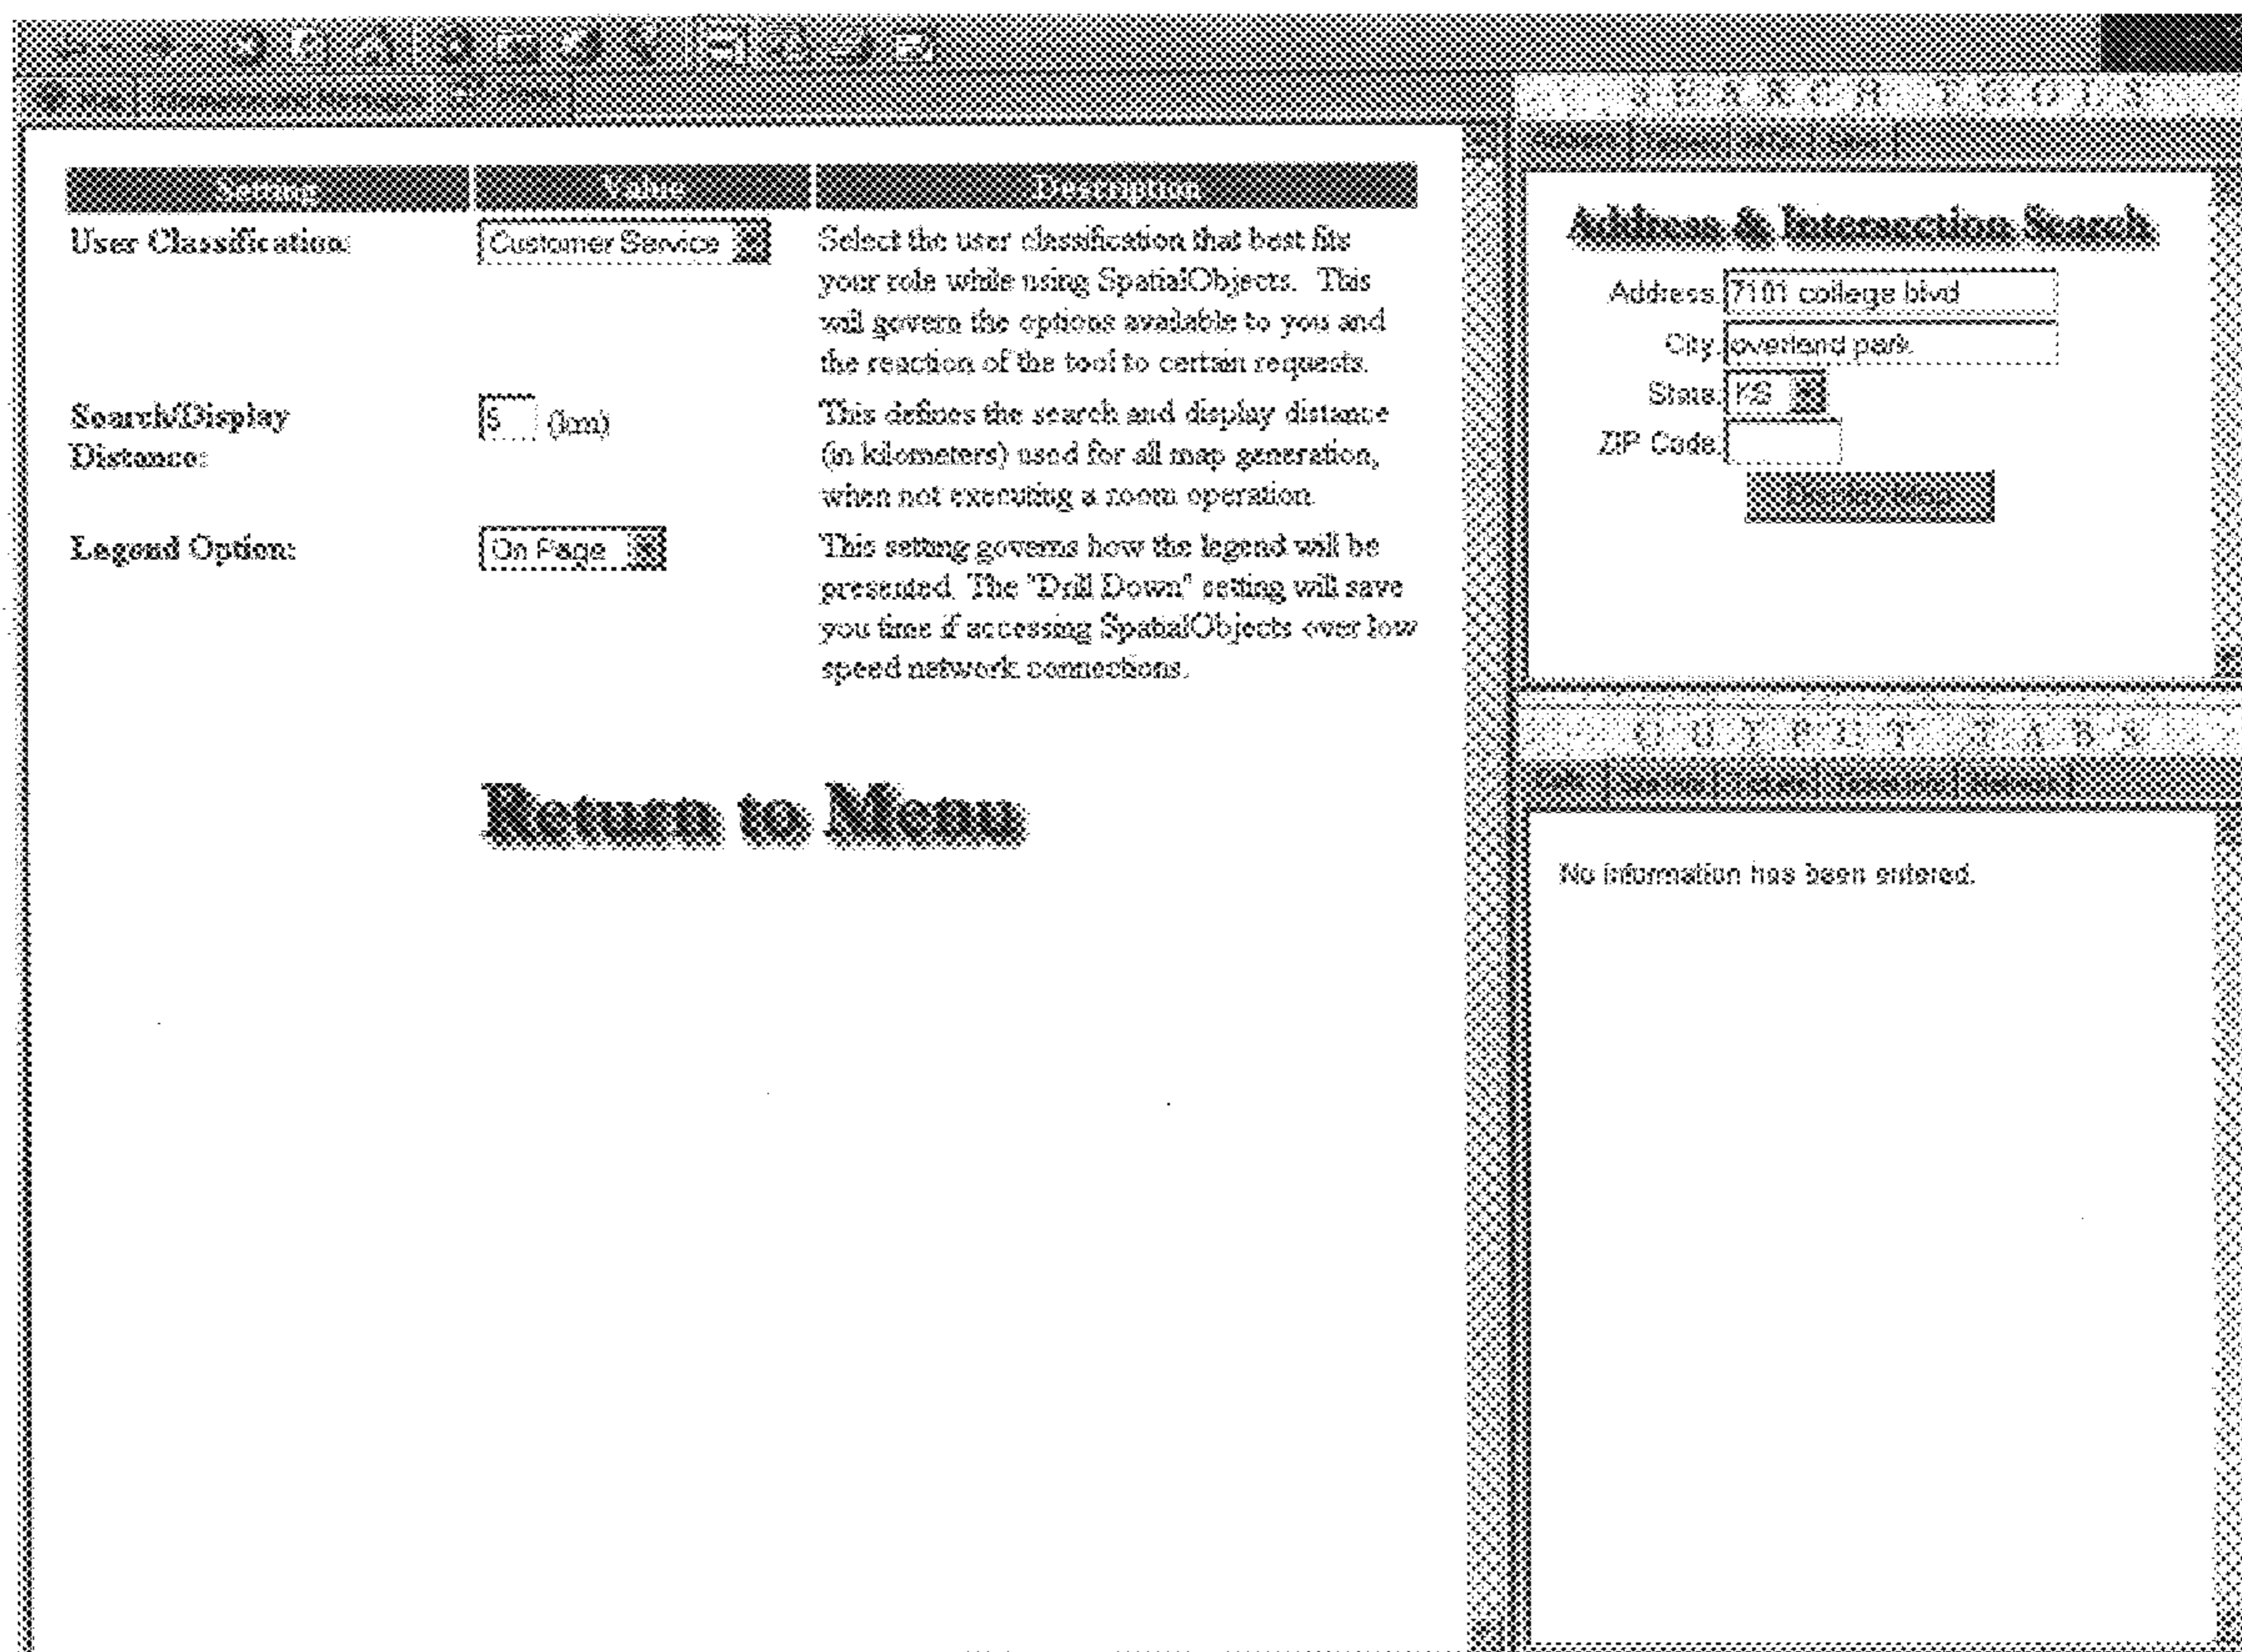 Setting Value Description
User Classification: Customer Service Select the user classification that best fits
your role while using SpatialObjects. This
will govern the options available to you and
the reaction of the tool to certain requests.
Search/Display Distance: 5 (km) This defines the search and display distance
(in kilometers) used for all map generation,
when not executing a zoom operation.
Legend Option: On Page This setting governs how the legend will be
presented. The "Drill Down" setting will save
you time if accessing SpatialObjects over low
speed network connections.
Return to Menu
Address & Intersection Search
Address: 7101 college blvd
City: overland park
State: KS
ZIP Code:
OUTPUT TABS
No information has been entered.